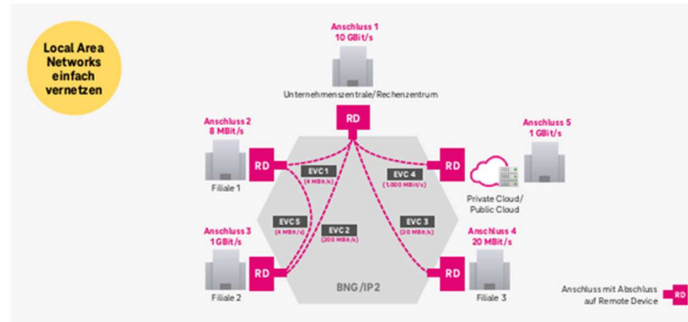 Local Area
Networks
einfach
vernetzen
Anschluss 1
10 GBit/s
Unternehmenszentrale/Rechenzentrum
RD
Anschluss 2
8 MBit/s
RD
Filiale 1
EVC 1
(4 MBit/s)
EVC 4
(1.000 MBit/s)
RD
Anschluss 5
1 GBit/s
Private Cloud/
Public Cloud
EVC 5
(4 MBit/s)
EVC 2
(200 MBit/s)
EVC 3
(20 MBit/s)
Anschluss 3
1 GBit/s
RD
Filiale 2
BNG/IP2
RD
Anschluss 4
20 MBit/s
Filiale 3
Anschluss mit Abschluss
auf Remote Device
RD